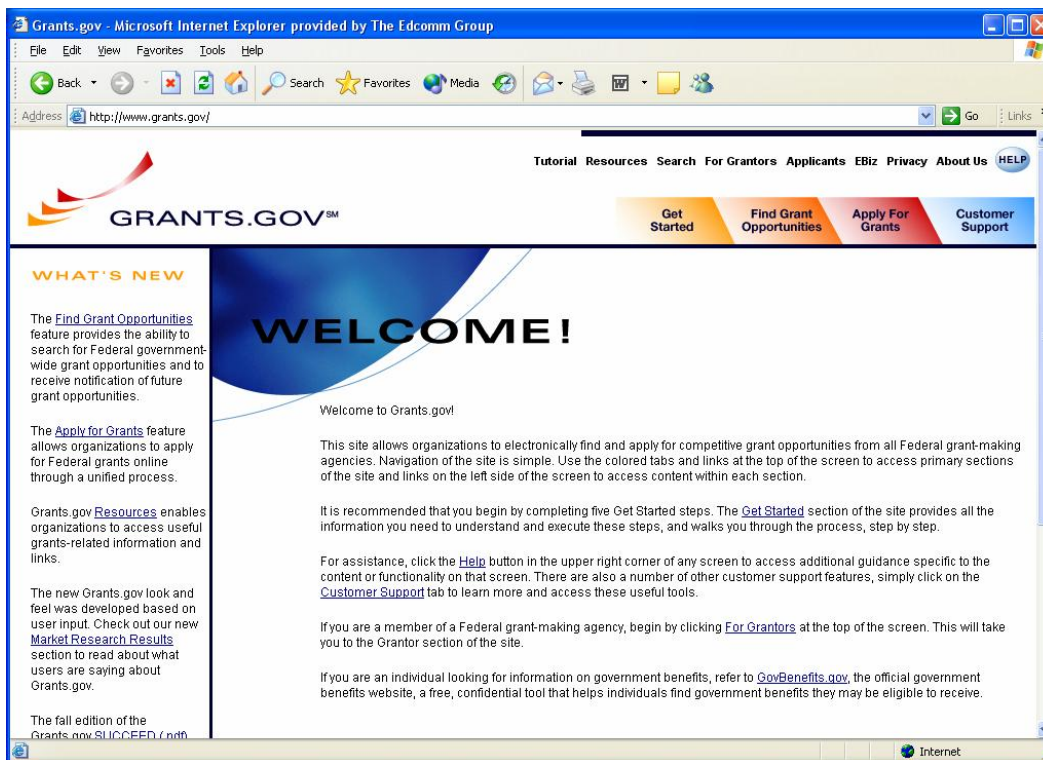 Grants.gov - Microsoft Internet Explorer provided by The Edcomm Group
File Edit View Favorites Tools Help
Back Search Favorites Media
Address http://www.grants.gov/ Go Links
Tutorial Resources Search For Grantors Applicants EBiz Privacy About Us HELP
GRANTS.GOV℠
Get Started
Find Grant Opportunities
Apply For Grants
Customer Support
WHAT'S NEW
The Find Grant Opportunities
feature provides the ability to
search for Federal government-
wide grant opportunities and to
receive notification of future
grant opportunities.
The Apply for Grants feature
allows organizations to apply
for Federal grants online
through a unified process.
Grants.gov Resources enables
organizations to access useful
grants-related information and
links.
The new Grants.gov look and
feel was developed based on
user input. Check out our new
Market Research Results
section to read about what
users are saying about
Grants.gov.
The fall edition of the
Grants.gov SUCCEED (.pdf)
WELCOME!
Welcome to Grants.gov!
This site allows organizations to electronically find and apply for competitive grant opportunities from all Federal grant-making
agencies. Navigation of the site is simple. Use the colored tabs and links at the top of the screen to access primary sections
of the site and links on the left side of the screen to access content within each section.
It is recommended that you begin by completing five Get Started steps. The Get Started section of the site provides all the
information you need to understand and execute these steps, and walks you through the process, step by step.
For assistance, click the Help button in the upper right corner of any screen to access additional guidance specific to the
content or functionality on that screen. There are also a number of other customer support features, simply click on the
Customer Support tab to learn more and access these useful tools.
If you are a member of a Federal grant-making agency, begin by clicking For Grantors at the top of the screen. This will take
you to the Grantor section of the site.
If you are an individual looking for information on government benefits, refer to GovBenefits.gov, the official government
benefits website, a free, confidential tool that helps individuals find government benefits they may be eligible to receive.
Internet